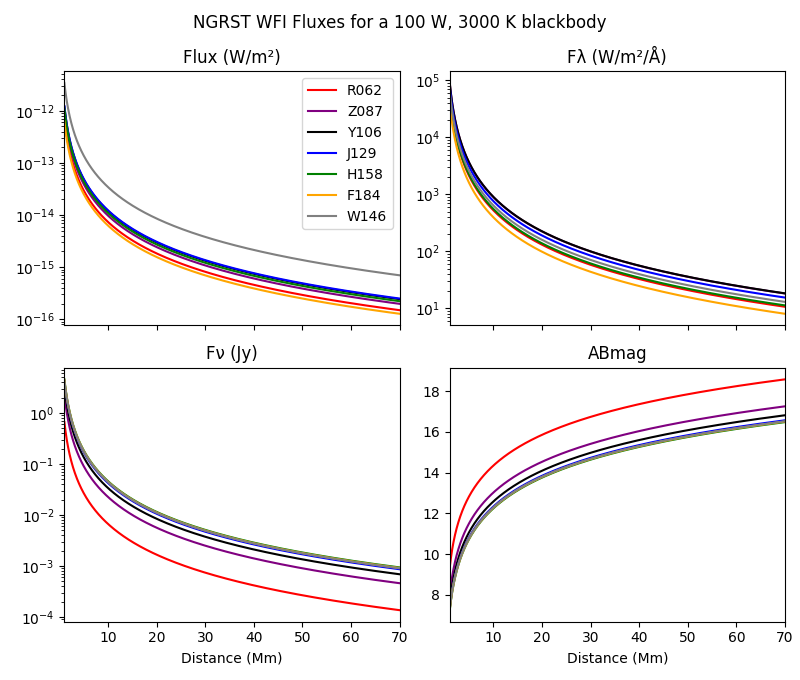 NGRST WFI Fluxes for a 100 W, 3000 K blackbody
Flux (W/m²)
10⁻¹²
10⁻¹³
10⁻¹⁴
10⁻¹⁵
10⁻¹⁶
R062
Z087
Y106
J129
H158
F184
W146
Fλ (W/m²/Å)
10⁵
10⁴
10³
10²
10¹
Fν (Jy)
10⁰
10⁻¹
10⁻²
10⁻³
10⁻⁴
10 20 30 40 50 60 70
Distance (Mm)
ABmag
18
16
14
12
10
8
10 20 30 40 50 60 70
Distance (Mm)